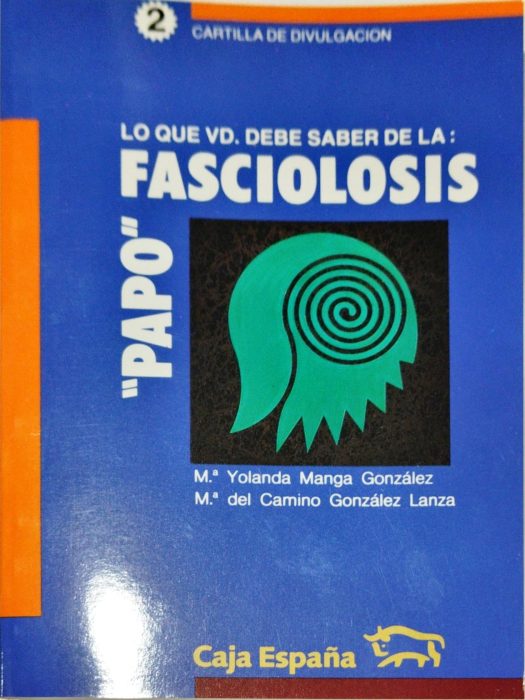 2
CARTILLA DE DIVULGACION
LO QUE VD. DEBE SABER DE LA:
FASCIOLOSIS
"PAPO"
M.ª Yolanda Manga González
M.ª del Camino González Lanza
Caja España